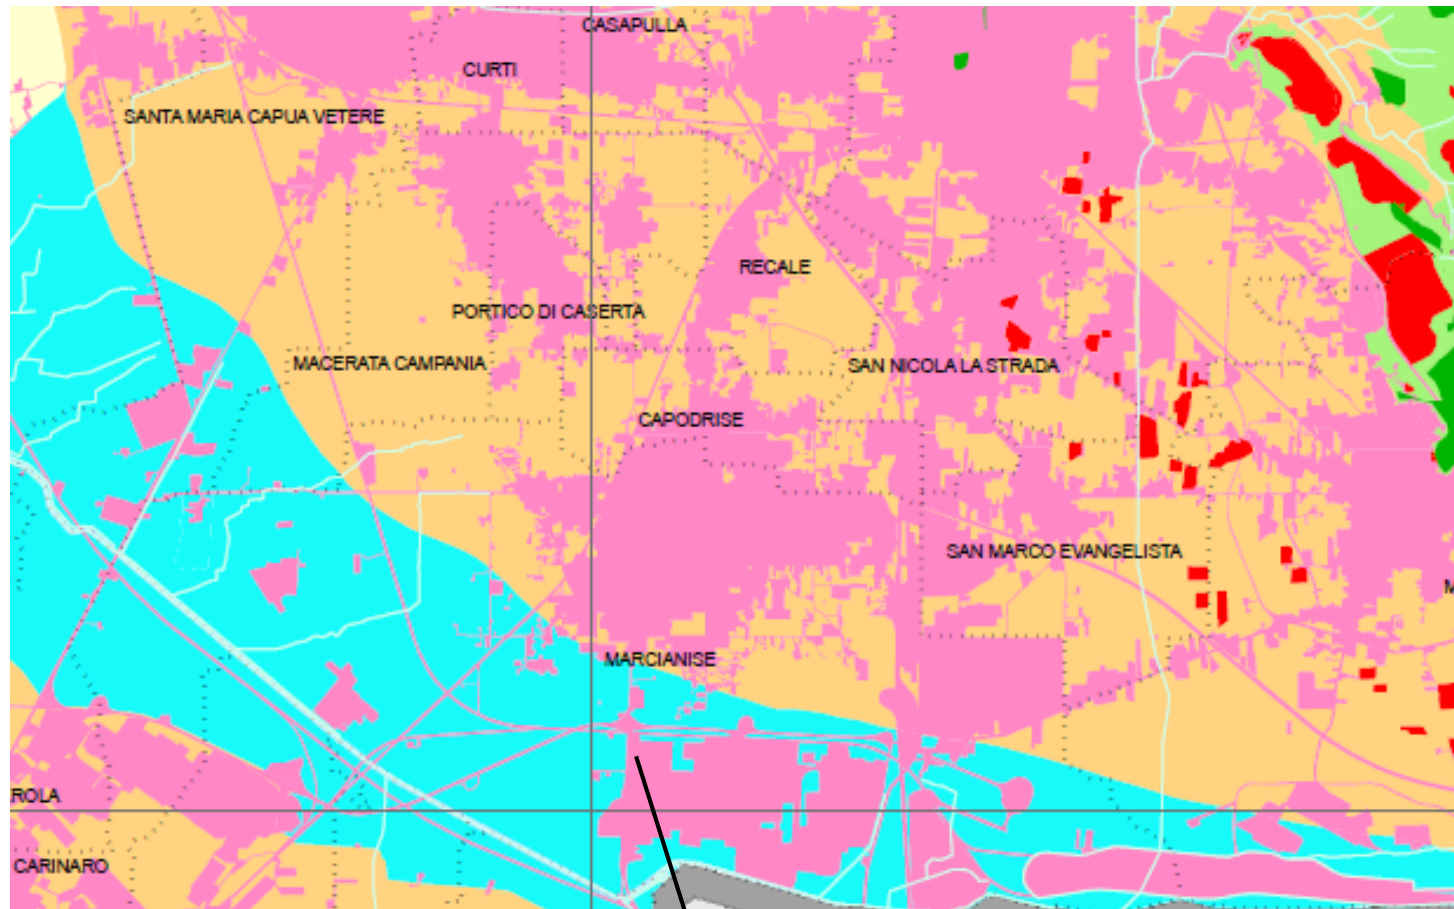 CASAPULLA
CURTI
SANTA MARIA CAPUA VETERE
RECALE
PORTICO DI CASERTA
MACERATA CAMPANIA
SAN NICOLA LA STRADA
CAPODRISE
SAN MARCO EVANGELISTA
M
MARCIANISE
ROLA
CARINARO